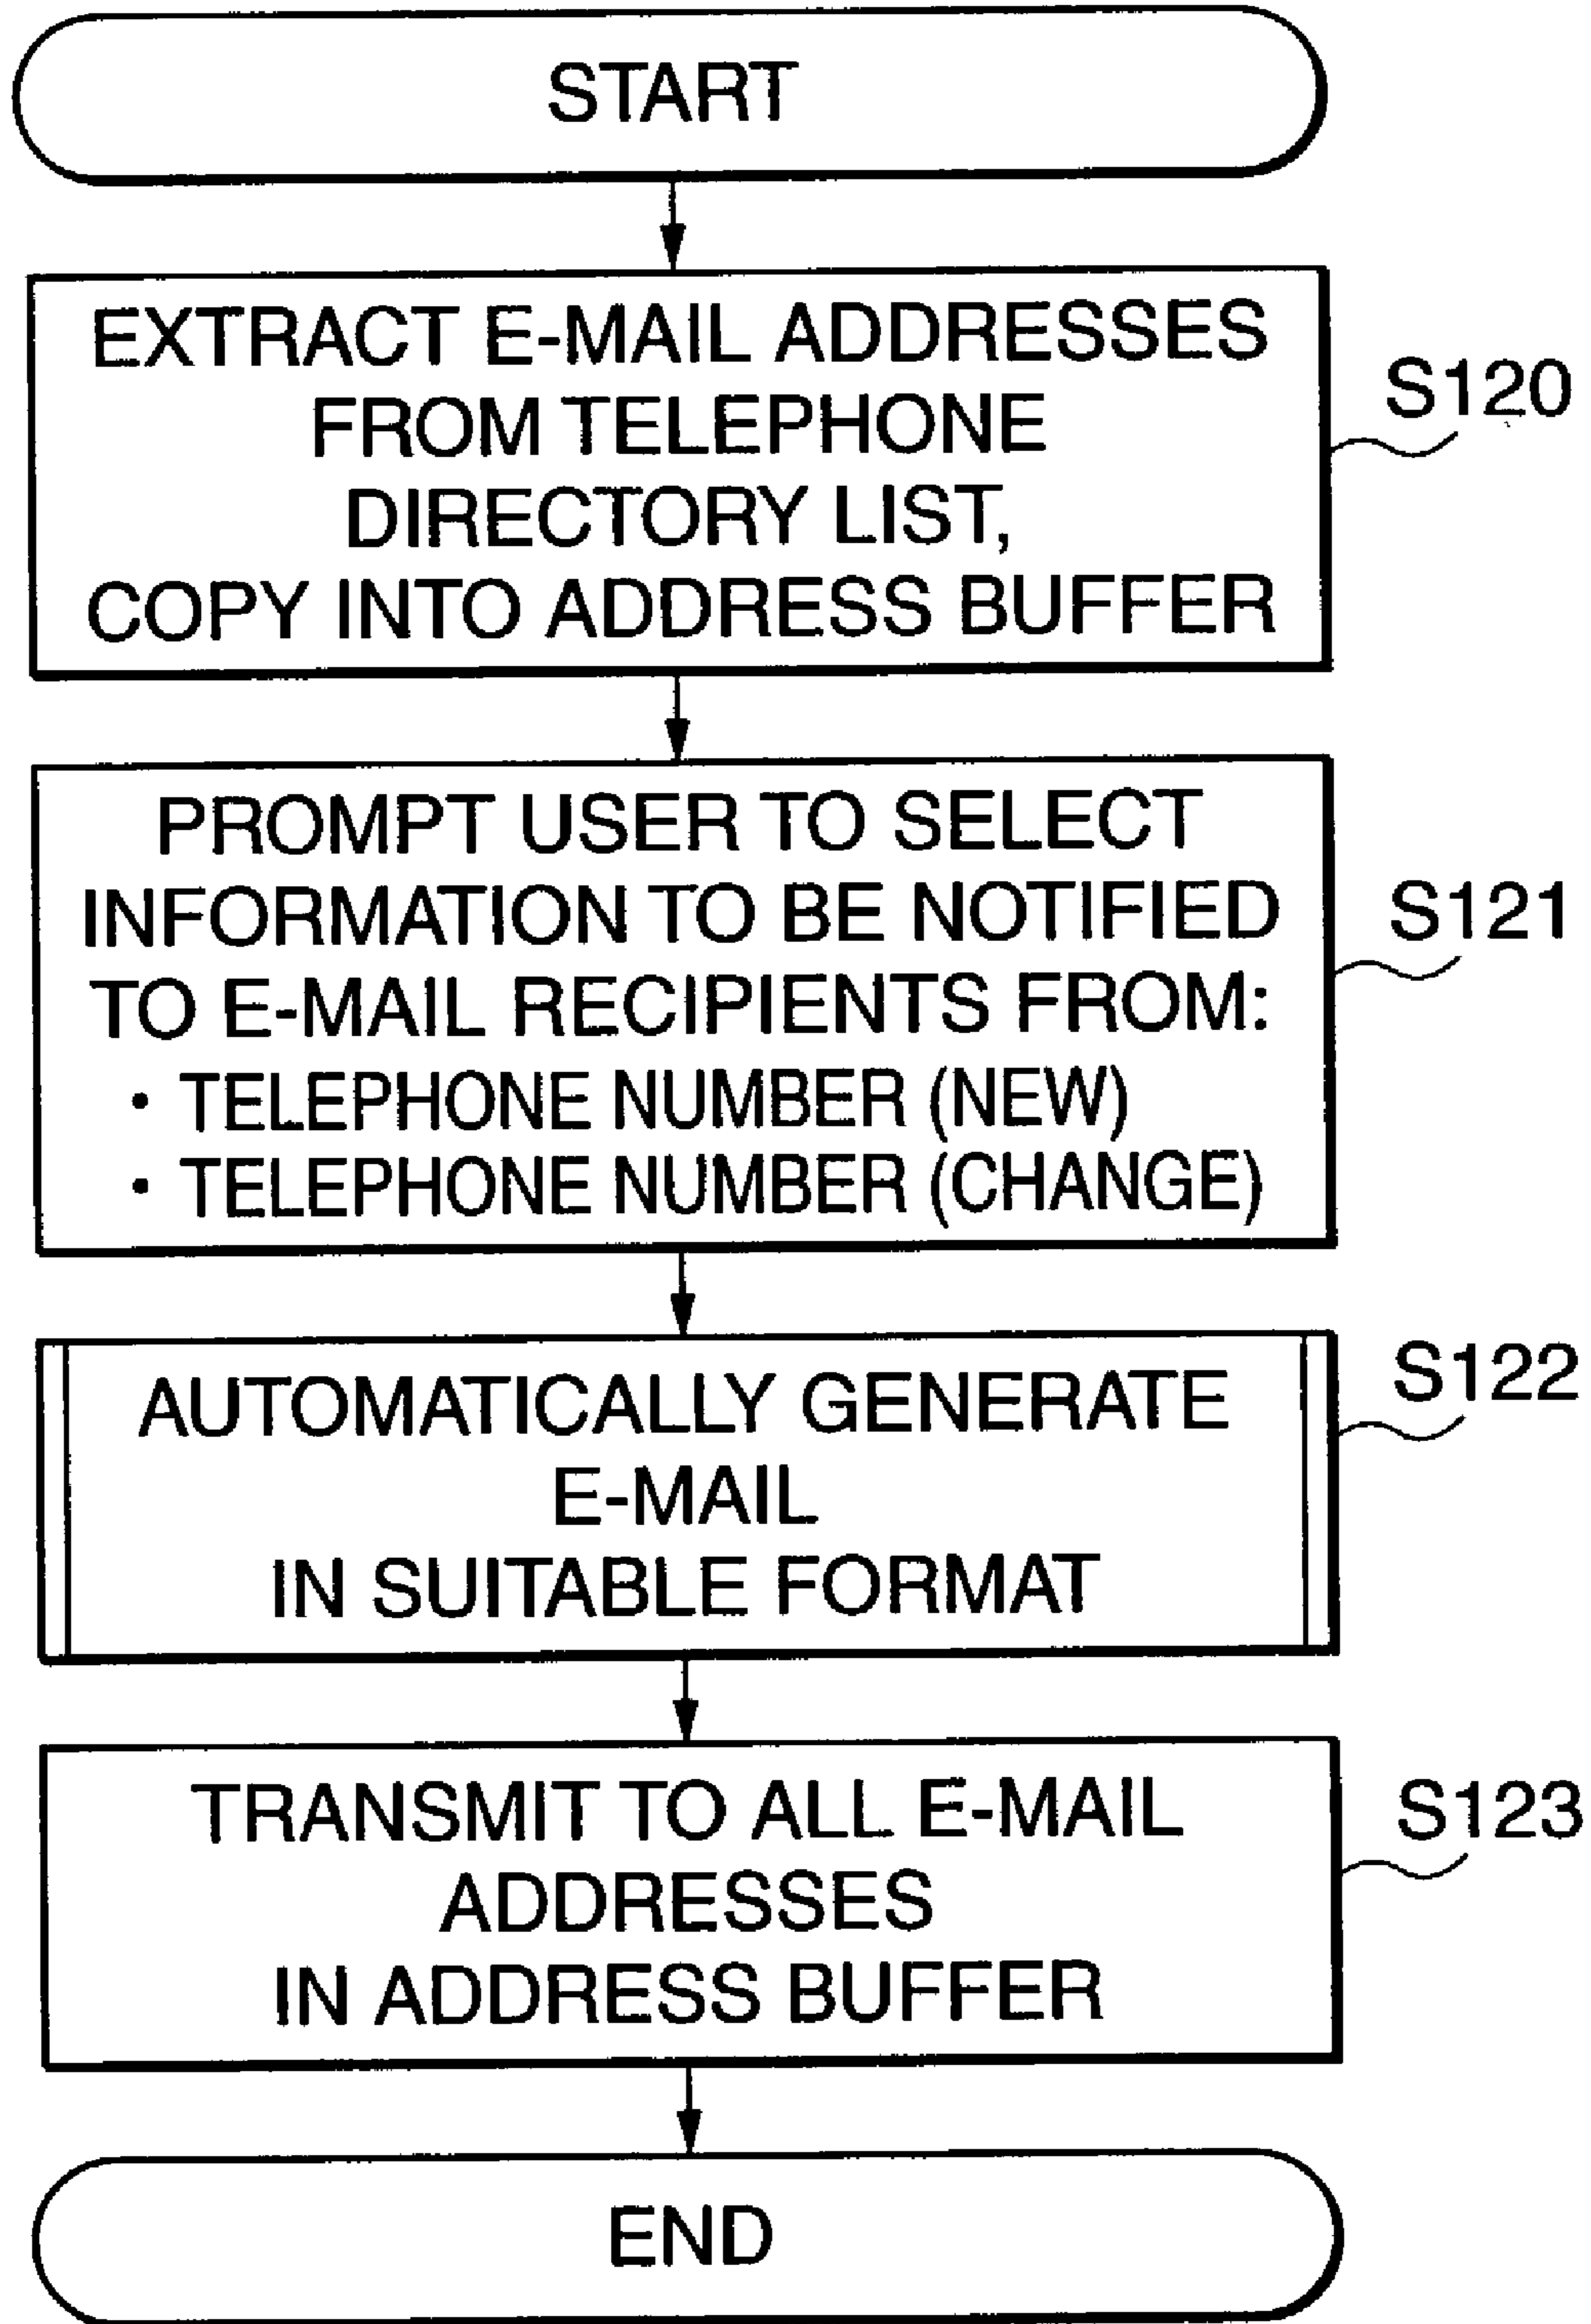 START
EXTRACT E-MAIL ADDRESSES
FROM TELEPHONE
DIRECTORY LIST,
COPY INTO ADDRESS BUFFER
S120
PROMPT USER TO SELECT
INFORMATION TO BE NOTIFIED
TO E-MAIL RECIPIENTS FROM:
• TELEPHONE NUMBER (NEW)
• TELEPHONE NUMBER (CHANGE)
S121
AUTOMATICALLY GENERATE
E-MAIL
IN SUITABLE FORMAT
S122
TRANSMIT TO ALL E-MAIL
ADDRESSES
IN ADDRESS BUFFER
S123
END